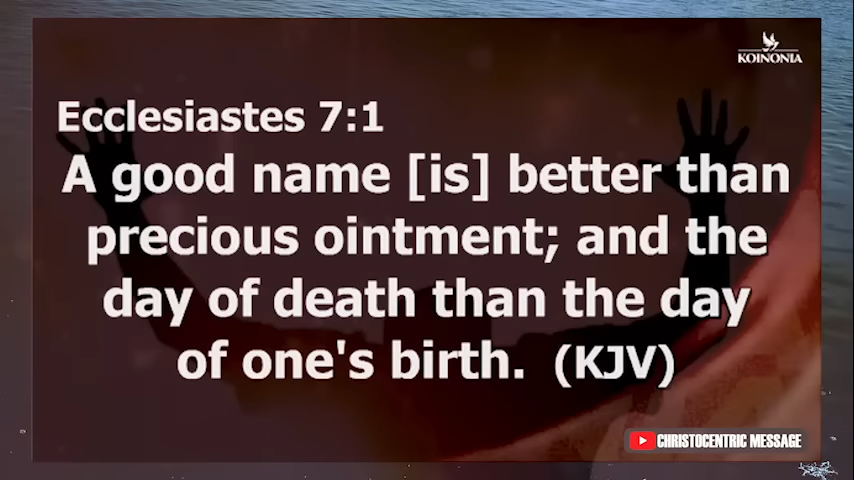 KOINONIA
Ecclesiastes 7:1
A good name [is] better than
precious ointment; and the
day of death than the day
of one's birth. (KJV)
CHRISTOCENTRIC MESSAGE